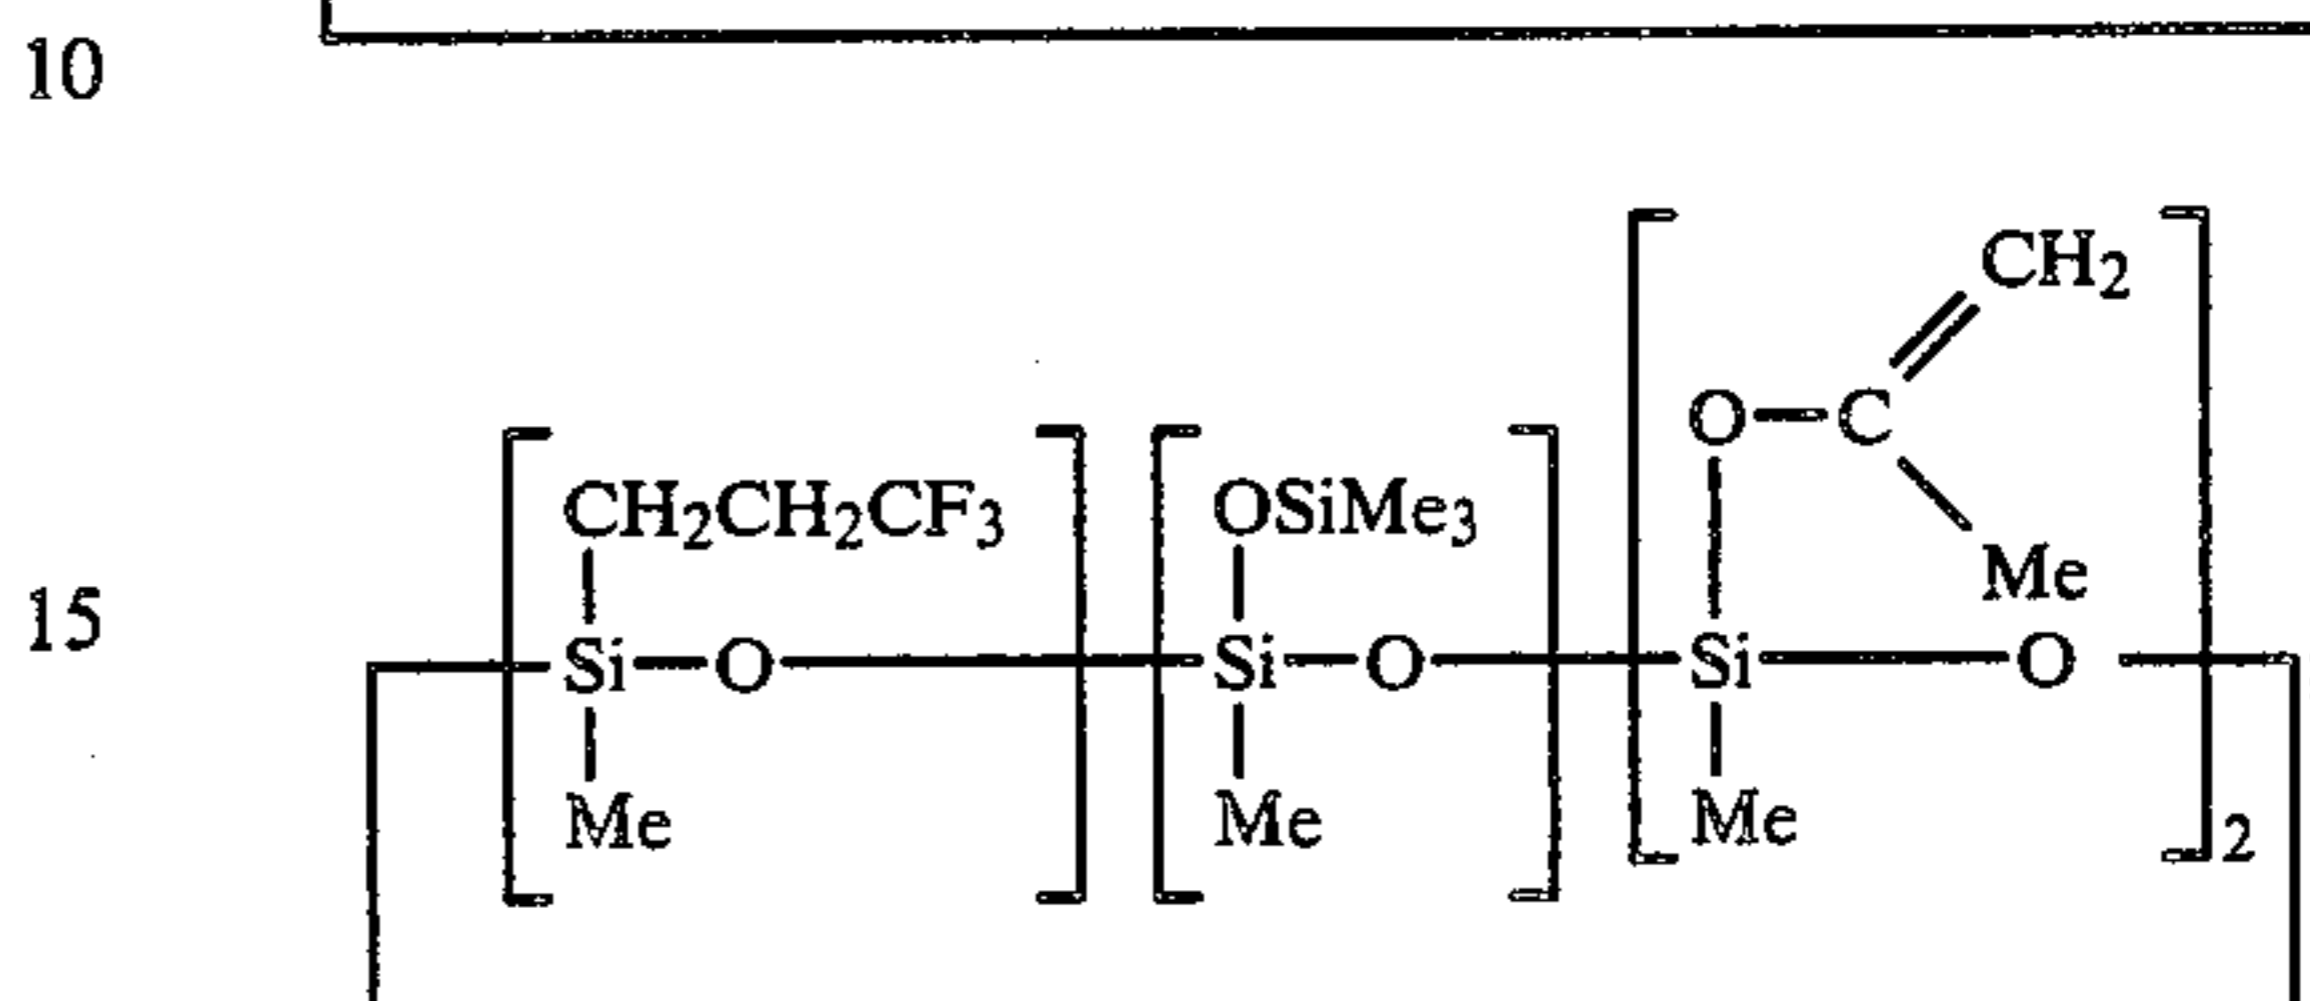 10
CH2
O C
CH2CH2CF3 OSiMe3
Me
15
Si O Si O Si O
Me Me Me 2